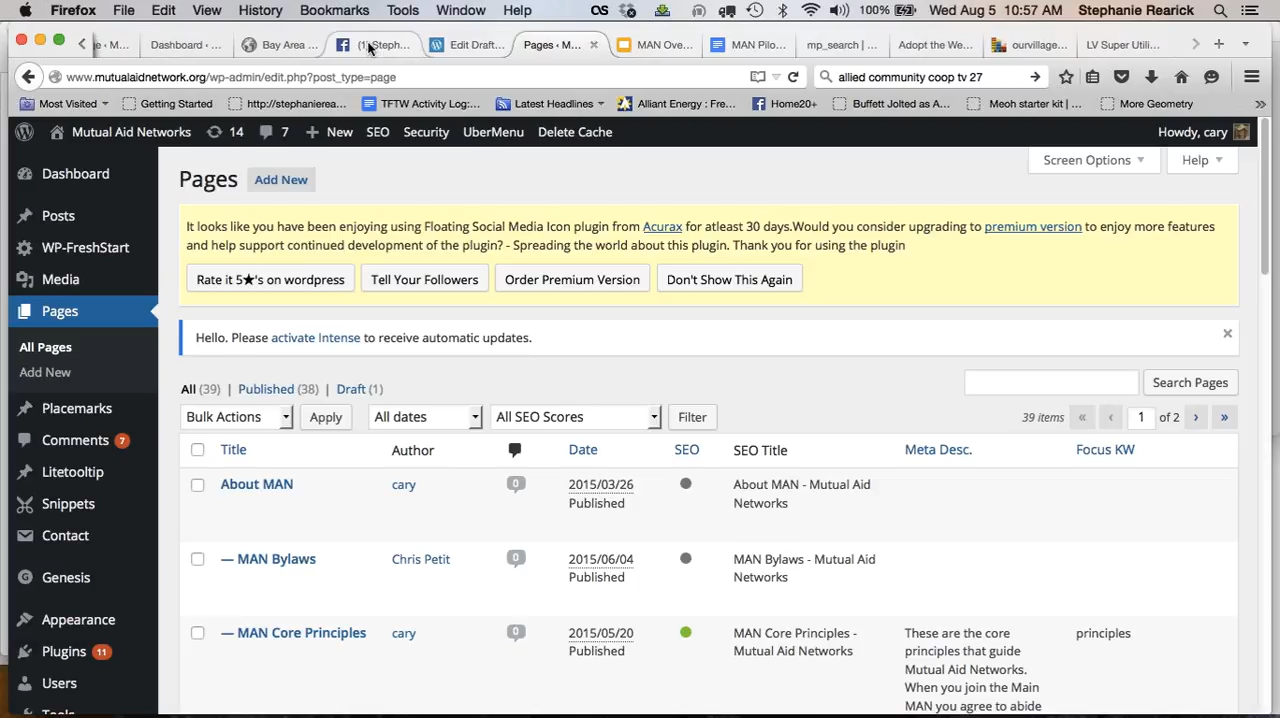 Firefox File Edit View History Bookmarks Tools Window Help 100% Wed Aug 5 10:57 AM Stephanie Rearick
ge ‹ M... Dashboard ‹ ... Bay Area ... (1) Steph... Edit Draft... Pages ‹ M... MAN Ove... MAN Pilo... mp_search |... Adopt the We... ourvillage... LV Super Util...
www.mutualaidnetwork.org/wp-admin/edit.php?post_type=page allied community coop tv 27
Most Visited Getting Started http://stephanierea... TFTW Activity Log:... Latest Headlines Alliant Energy : Fre... Home20+ Buffett Jolted as A... Meoh starter kit |... More Geometry
Mutual Aid Networks 14 7 + New SEO Security UberMenu Delete Cache Howdy, cary
Dashboard
Posts
WP-FreshStart
Media
Pages
All Pages
Add New
Placemarks
Comments 7
Litetooltip
Snippets
Contact
Genesis
Appearance
Plugins 11
Users
Tools
Screen Options Help
Pages Add New
It looks like you have been enjoying using Floating Social Media Icon plugin from Acurax for atleast 30 days.Would you consider upgrading to premium version to enjoy more features
and help support continued development of the plugin? - Spreading the world about this plugin. Thank you for using the plugin
Rate it 5★'s on wordpress Tell Your Followers Order Premium Version Don't Show This Again
Hello. Please activate Intense to receive automatic updates.
All (39) | Published (38) | Draft (1) Search Pages
Bulk Actions Apply All dates All SEO Scores Filter 39 items « ‹ 1 of 2 › »
Title Author Date SEO SEO Title Meta Desc. Focus KW
About MAN cary 0 2015/03/26 About MAN - Mutual Aid
Published Networks
— MAN Bylaws Chris Petit 0 2015/06/04 MAN Bylaws - Mutual Aid
Published Networks
— MAN Core Principles cary 0 2015/05/20 MAN Core Principles - These are the core principles
Published Mutual Aid Networks principles that guide
Mutual Aid Networks.
When you join the Main
MAN you agree to abide